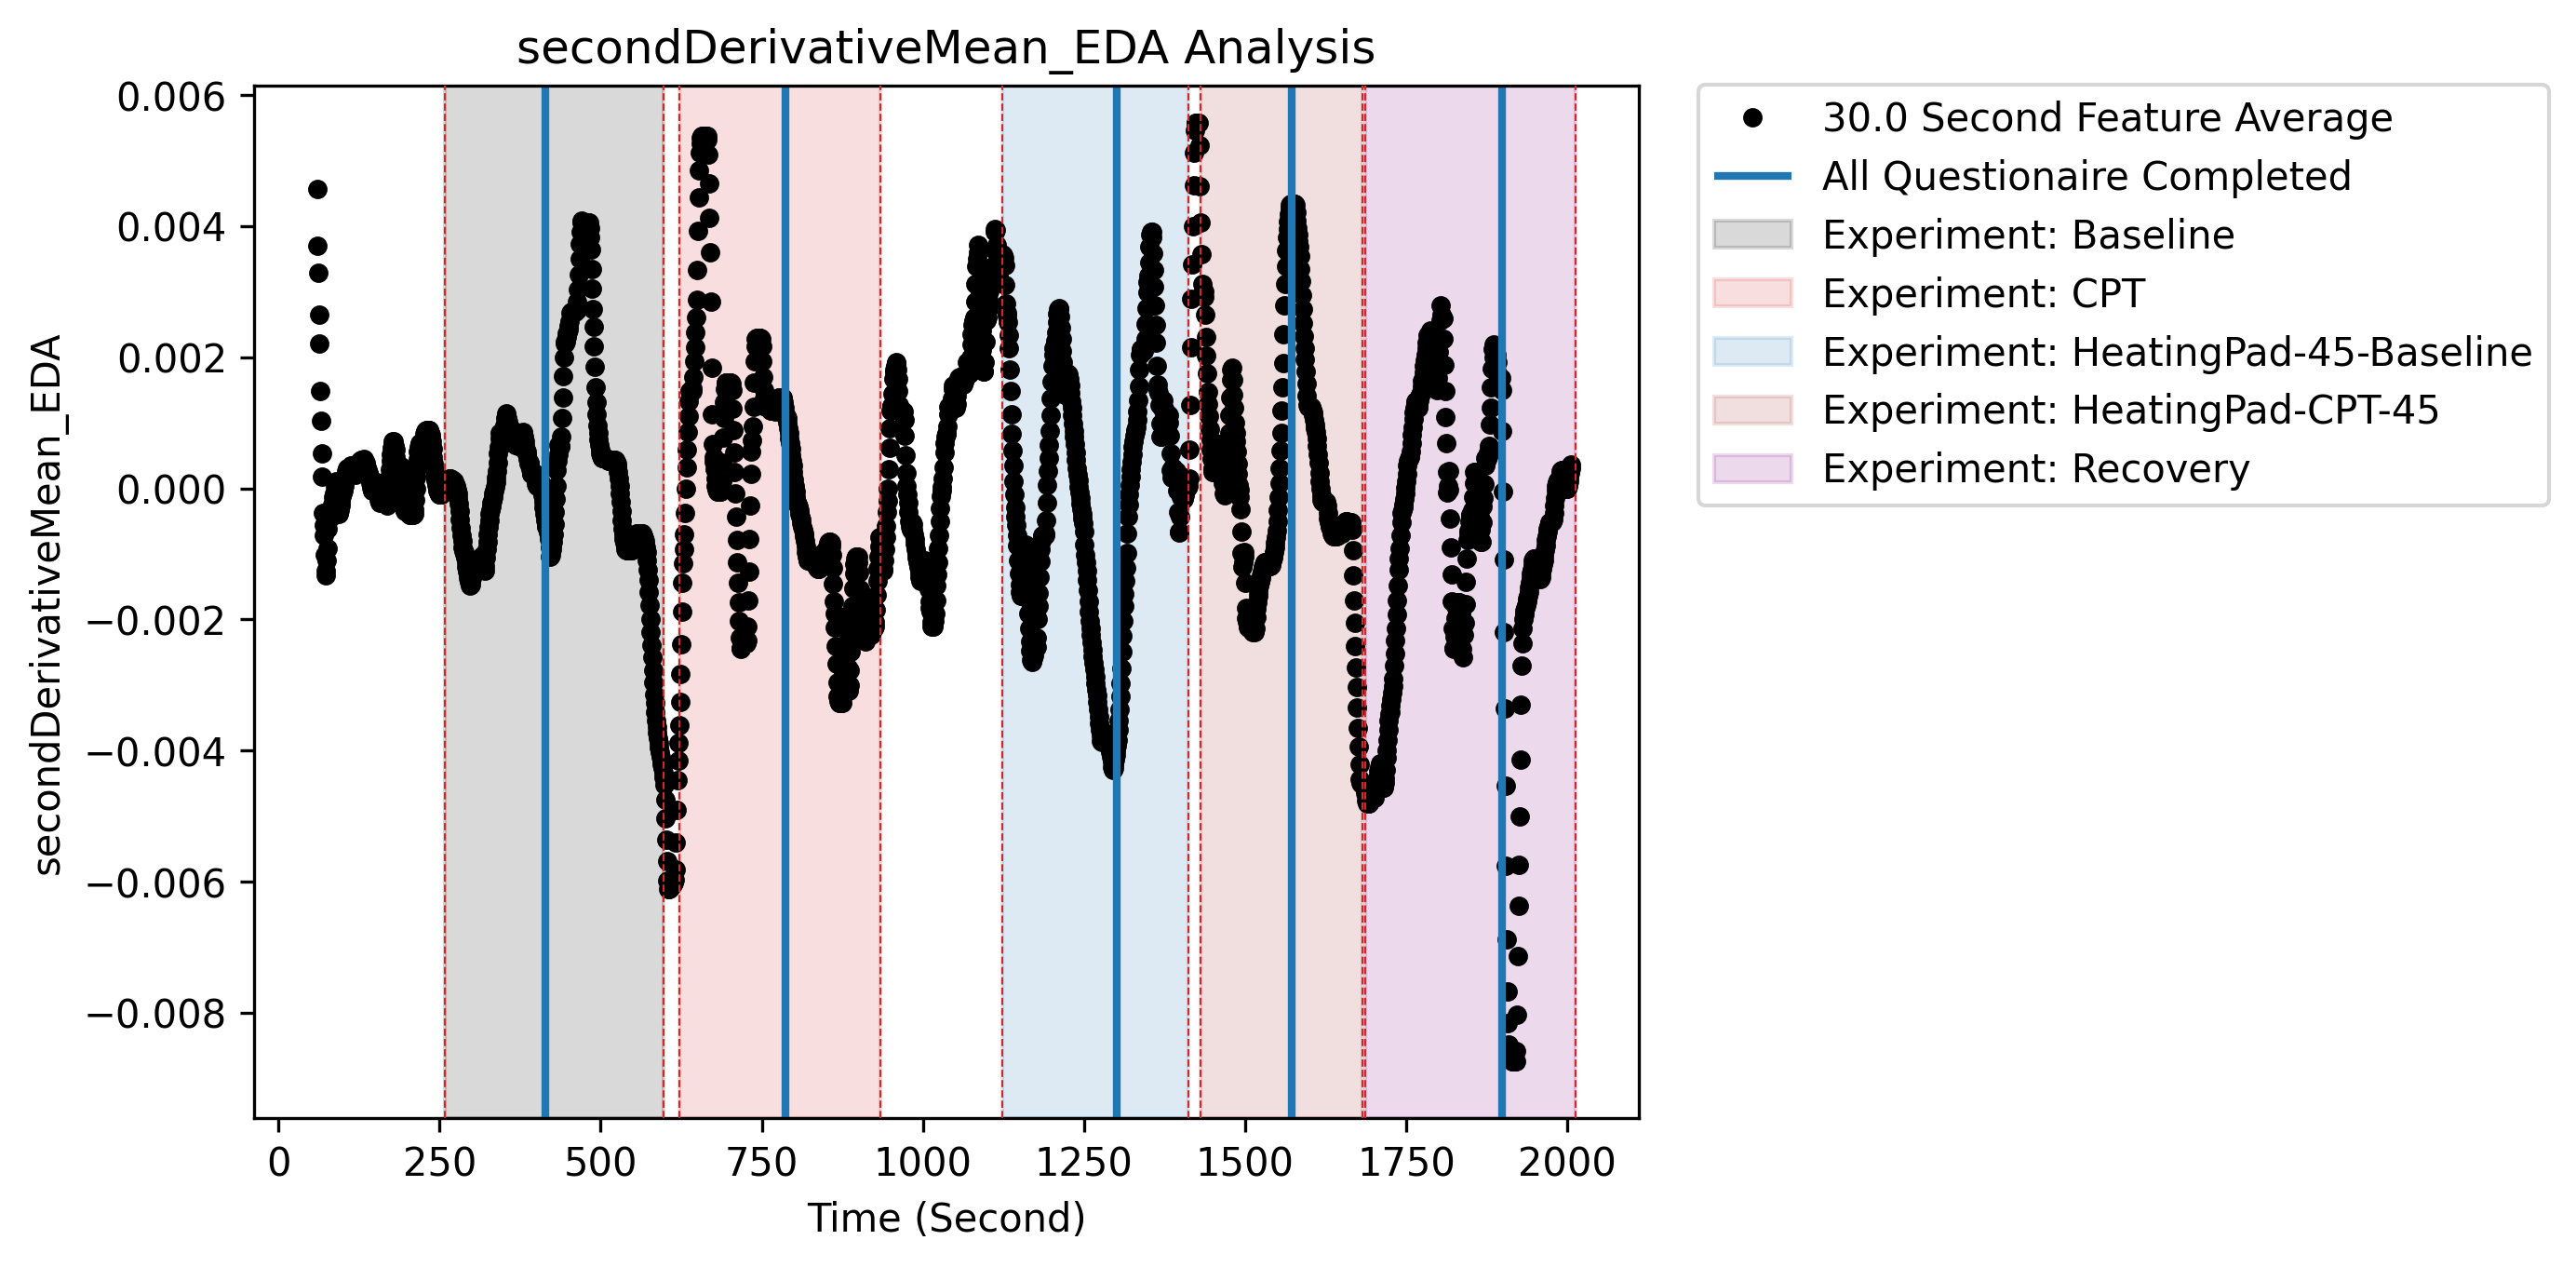 secondDerivativeMean_EDA Analysis
secondDerivativeMean_EDA
0.006
0.004
0.002
0.000
−0.002
−0.004
−0.006
−0.008
0 250 500 750 1000 1250 1500 1750 2000
Time (Second)
30.0 Second Feature Average
All Questionaire Completed
Experiment: Baseline
Experiment: CPT
Experiment: HeatingPad-45-Baseline
Experiment: HeatingPad-CPT-45
Experiment: Recovery